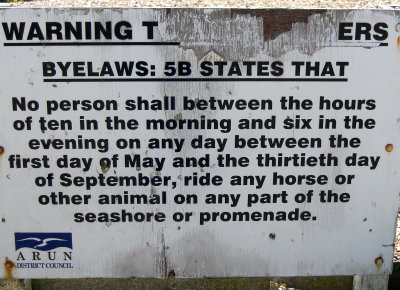 WARNING T ERS
BYELAWS: 5B STATES THAT
No person shall between the hours
of ten in the morning and six in the
evening on any day between the
first day of May and the thirtieth day
of September, ride any horse or
other animal on any part of the
seashore or promenade.
ARUN
DISTRICT COUNCIL